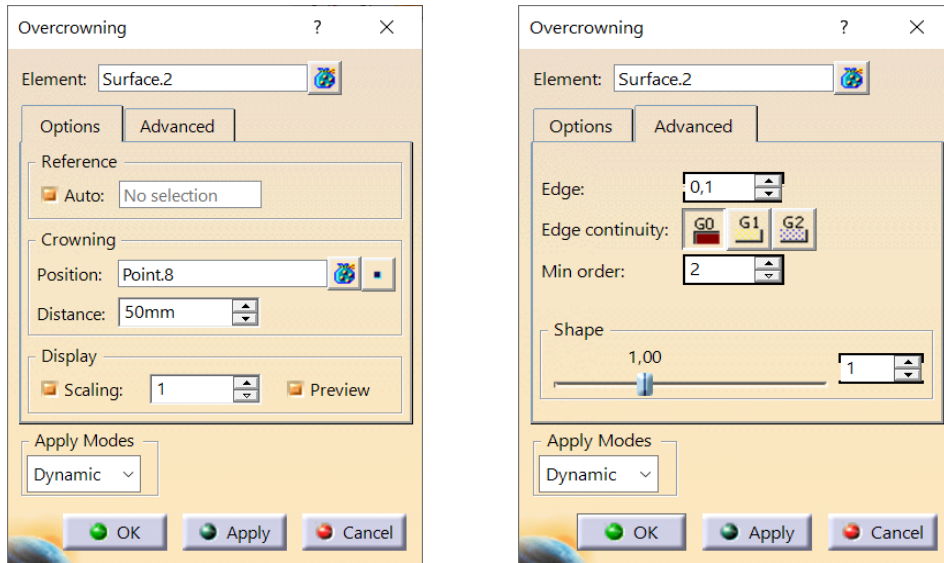 Overcrowning ?
Element: Surface.2
Options Advanced
Reference
Auto: No selection
Crowning
Position: Point.8
Distance: 50mm
Display
Scaling: 1 Preview
Apply Modes
Dynamic
OK Apply Cancel
Overcrowning ?
Element: Surface.2
Options Advanced
Edge: 0,1
Edge continuity: G0 G1 G2
Min order: 2
Shape
1,00
1
Apply Modes
Dynamic
OK Apply Cancel